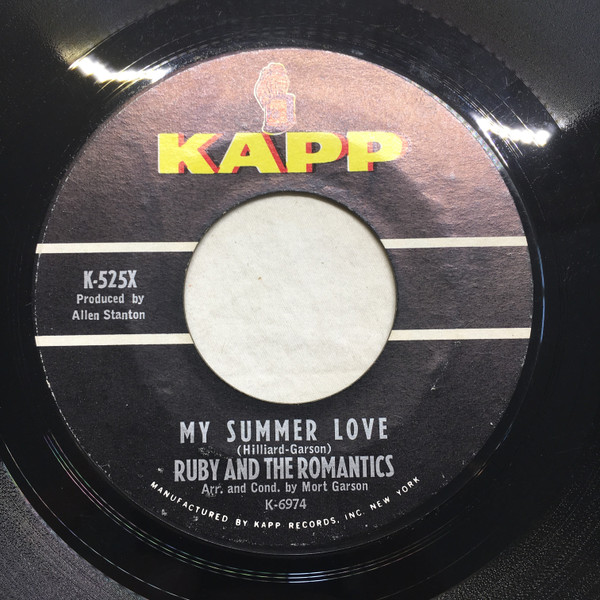 KAPP
K-525X
Produced by
Allen Stanton
MY SUMMER LOVE
(Hilliard-Garson)
RUBY AND THE ROMANTICS
Arr. and Cond. by Mort Garson
K-6974
MANUFACTURED BY KAPP RECORDS, INC. NEW YORK